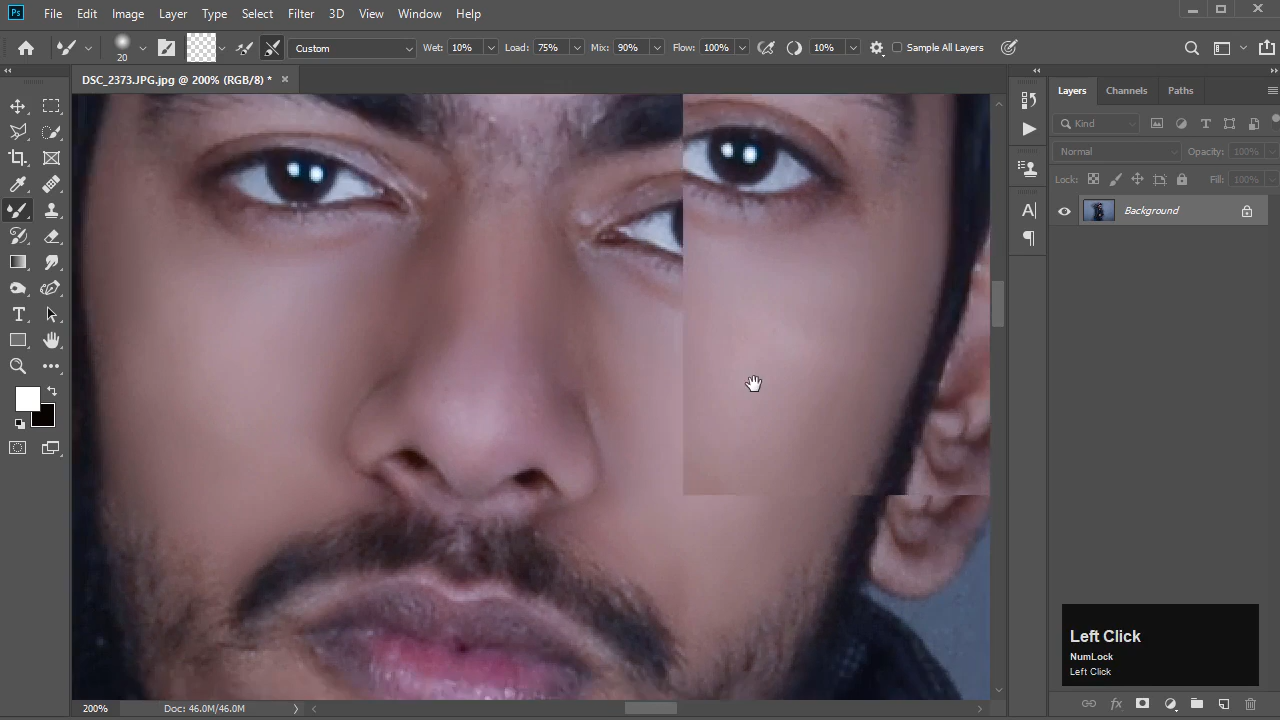 Ps File Edit Image Layer Type Select Filter 3D View Window Help
20 Custom Wet: 10% Load: 75% Mix: 90% Flow: 100% 10% Sample All Layers
DSC_2373.JPG.jpg @ 200% (RGB/8) * ×
Layers Channels Paths
Kind
Normal Opacity: 100%
Lock: Fill: 100%
Background
Left Click
NumLock
Left Click
200% Doc: 46.0M/46.0M